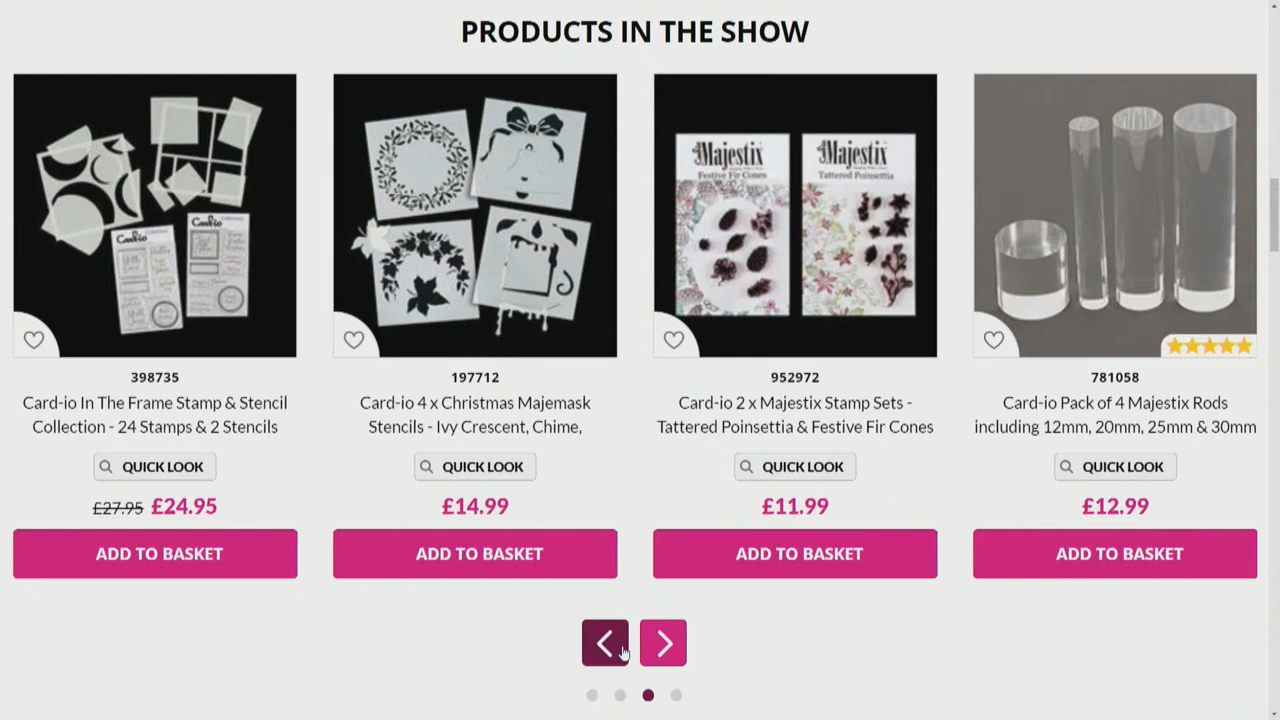 PRODUCTS IN THE SHOW
Card-io
Card-io
Majestix
Festive Fir Cones
Majestix
Tattered Poinsettia
398735
Card-io In The Frame Stamp & Stencil
Collection - 24 Stamps & 2 Stencils
QUICK LOOK
£27.95 £24.95
ADD TO BASKET
197712
Card-io 4 x Christmas Majemask
Stencils - Ivy Crescent, Chime,
QUICK LOOK
£14.99
ADD TO BASKET
952972
Card-io 2 x Majestix Stamp Sets -
Tattered Poinsettia & Festive Fir Cones
QUICK LOOK
£11.99
ADD TO BASKET
781058
Card-io Pack of 4 Majestix Rods
including 12mm, 20mm, 25mm & 30mm
QUICK LOOK
£12.99
ADD TO BASKET